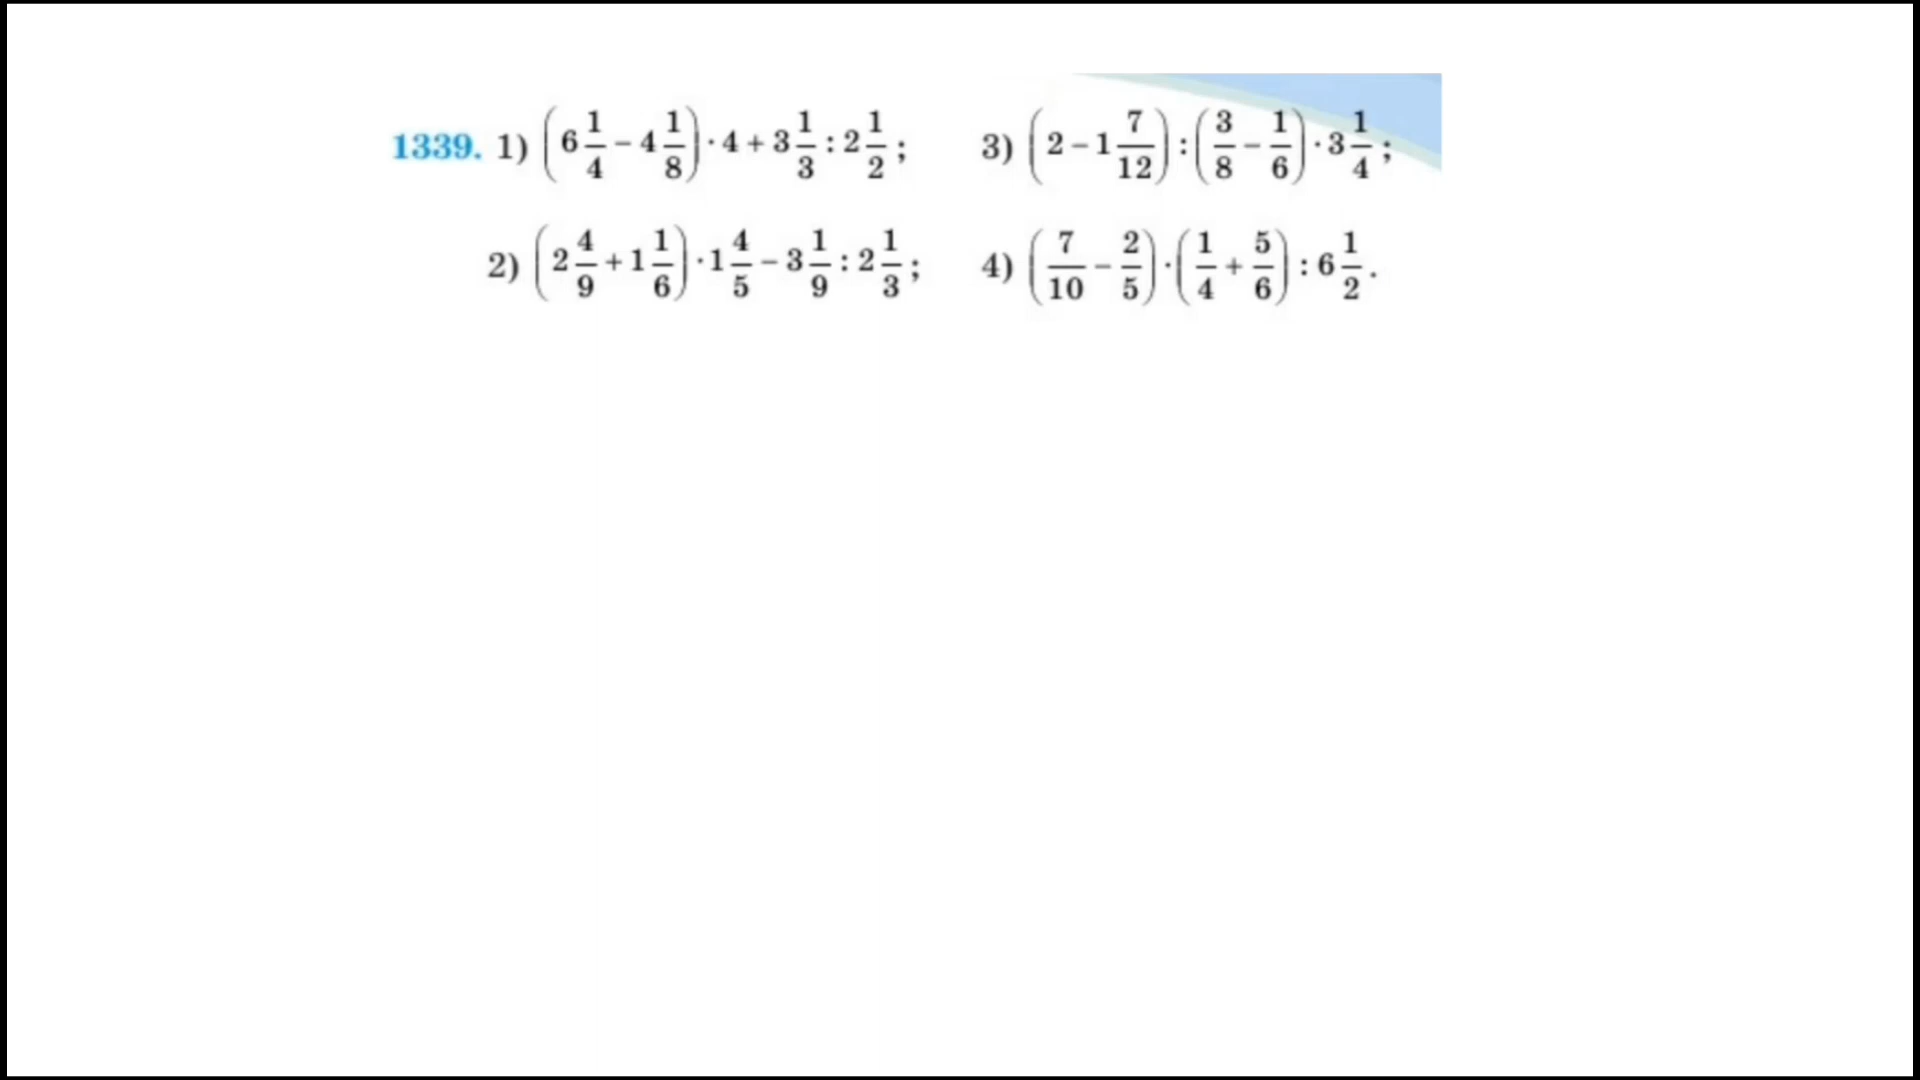 1339. 1) (6 1/4 − 4 1/8) · 4 + 3 1/3 : 2 1/2; 3) (2 − 1 7/12) : (3/8 − 1/6) · 3 1/4;
2) (2 4/9 + 1 1/6) · 1 4/5 − 3 1/9 : 2 1/3; 4) (7/10 − 2/5) · (1/4 + 5/6) : 6 1/2.